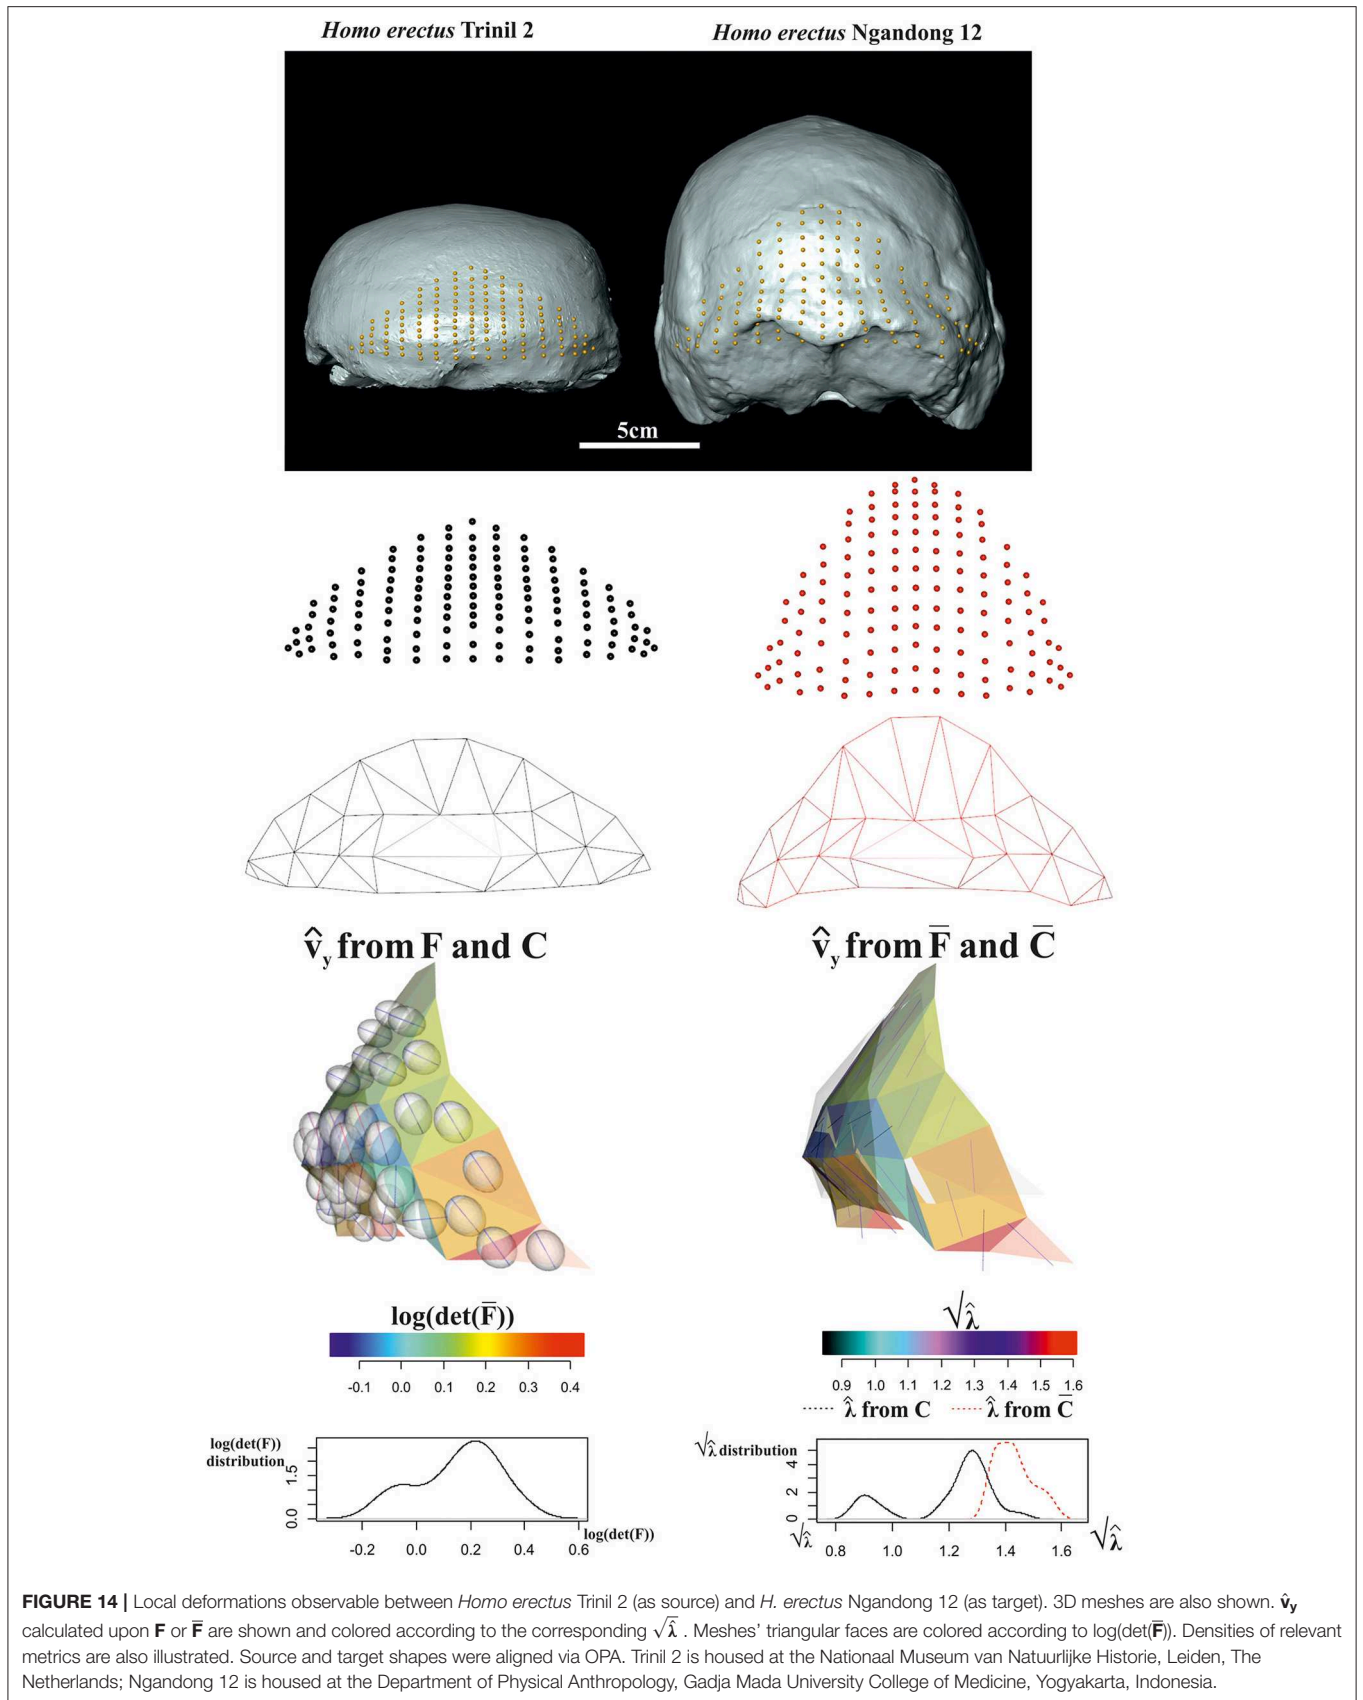 Homo erectus Trinil 2
Homo erectus Ngandong 12
5cm
v̂y from F and C
v̂y from F̅ and C̅
log(det(F̅))
-0.1 0.0 0.1 0.2 0.3 0.4
√λ̂
0.9 1.0 1.1 1.2 1.3 1.4 1.5 1.6
λ̂ from C
λ̂ from C̅
log(det(F))
distribution
1.5
0.0
-0.2 0.0 0.2 0.4 0.6
log(det(F))
√λ̂ distribution
4
2
0
√λ̂
0.8 1.0 1.2 1.4 1.6
√λ̂
FIGURE 14 | Local deformations observable between Homo erectus Trinil 2 (as source) and H. erectus Ngandong 12 (as target). 3D meshes are also shown. v̂y
calculated upon F or F̅ are shown and colored according to the corresponding √λ̂ . Meshes' triangular faces are colored according to log(det(F̅)). Densities of relevant
metrics are also illustrated. Source and target shapes were aligned via OPA. Trinil 2 is housed at the Nationaal Museum van Natuurlijke Historie, Leiden, The
Netherlands; Ngandong 12 is housed at the Department of Physical Anthropology, Gadja Mada University College of Medicine, Yogyakarta, Indonesia.